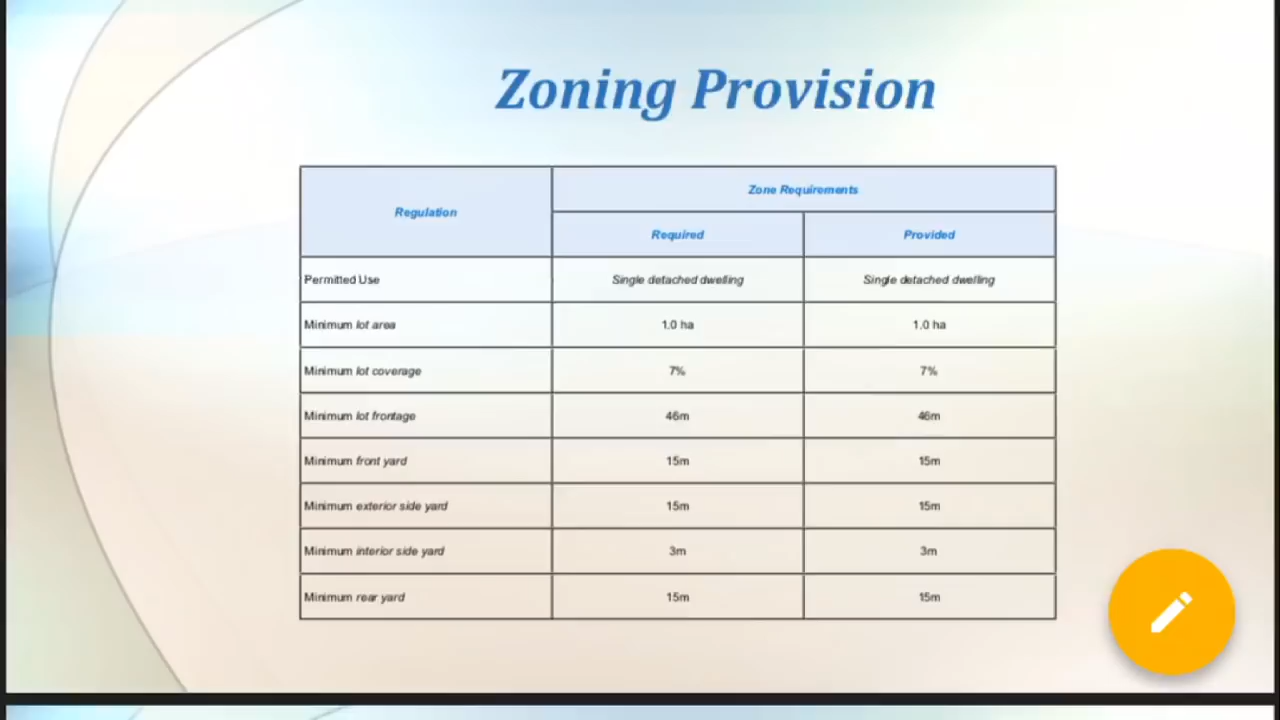 Zoning Provision
Regulation
Zone Requirements
Required
Provided
Permitted Use
Single detached dwelling
Single detached dwelling
Minimum lot area
1.0 ha
1.0 ha
Minimum lot coverage
7%
7%
Minimum lot frontage
46m
46m
Minimum front yard
15m
15m
Minimum exterior side yard
15m
15m
Minimum interior side yard
3m
3m
Minimum rear yard
15m
15m